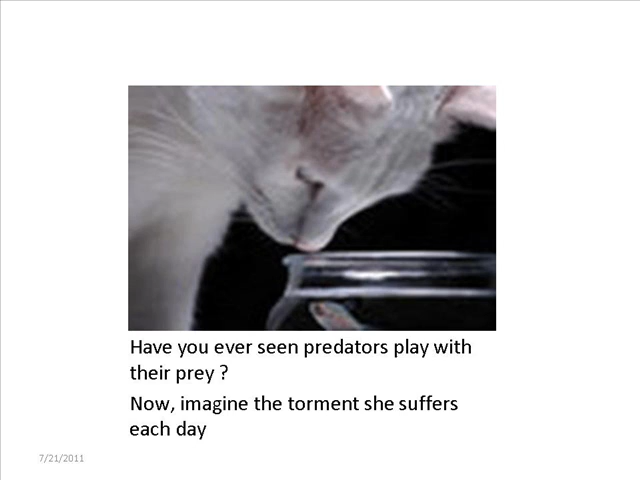 Have you ever seen predators play with
their prey ?
Now, imagine the torment she suffers
each day
7/21/2011